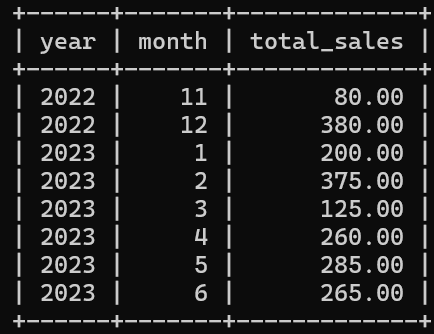 +------+-------+-------------+
| year | month | total_sales |
+------+-------+-------------+
| 2022 |    11 |       80.00 |
| 2022 |    12 |      380.00 |
| 2023 |     1 |      200.00 |
| 2023 |     2 |      375.00 |
| 2023 |     3 |      125.00 |
| 2023 |     4 |      260.00 |
| 2023 |     5 |      285.00 |
| 2023 |     6 |      265.00 |
+------+-------+-------------+